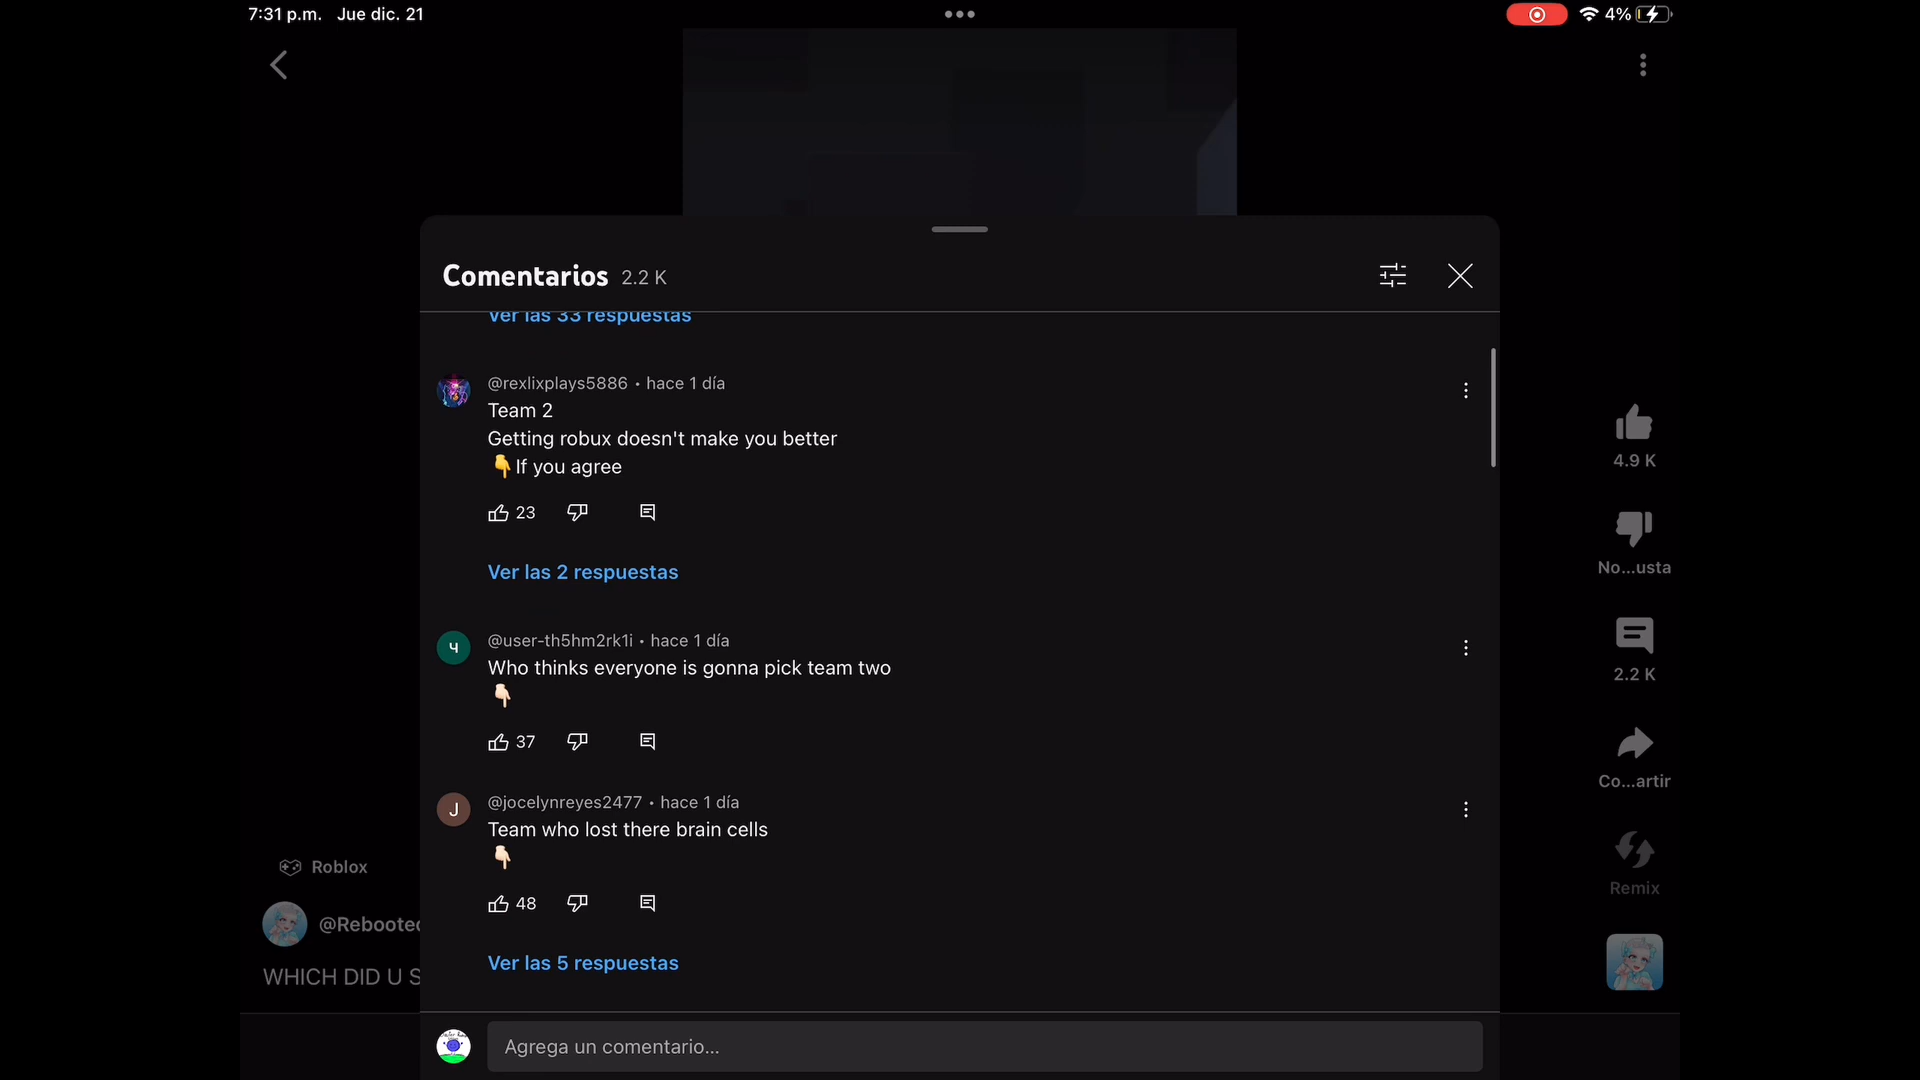 7:31 p.m. Jue dic. 21
4%
Comentarios 2.2 K
Ver las 33 respuestas
@rexlixplays5886 • hace 1 día
Team 2
Getting robux doesn't make you better
👇If you agree
23
Ver las 2 respuestas
Ч
@user-th5hm2rk1i • hace 1 día
Who thinks everyone is gonna pick team two
👇🏻
37
J
@jocelynreyes2477 • hace 1 día
Team who lost there brain cells
👇🏻
48
Ver las 5 respuestas
Agrega un comentario...
4.9 K
No...usta
2.2 K
Co...artir
Remix
Roblox
@Rebooted
WHICH DID U S